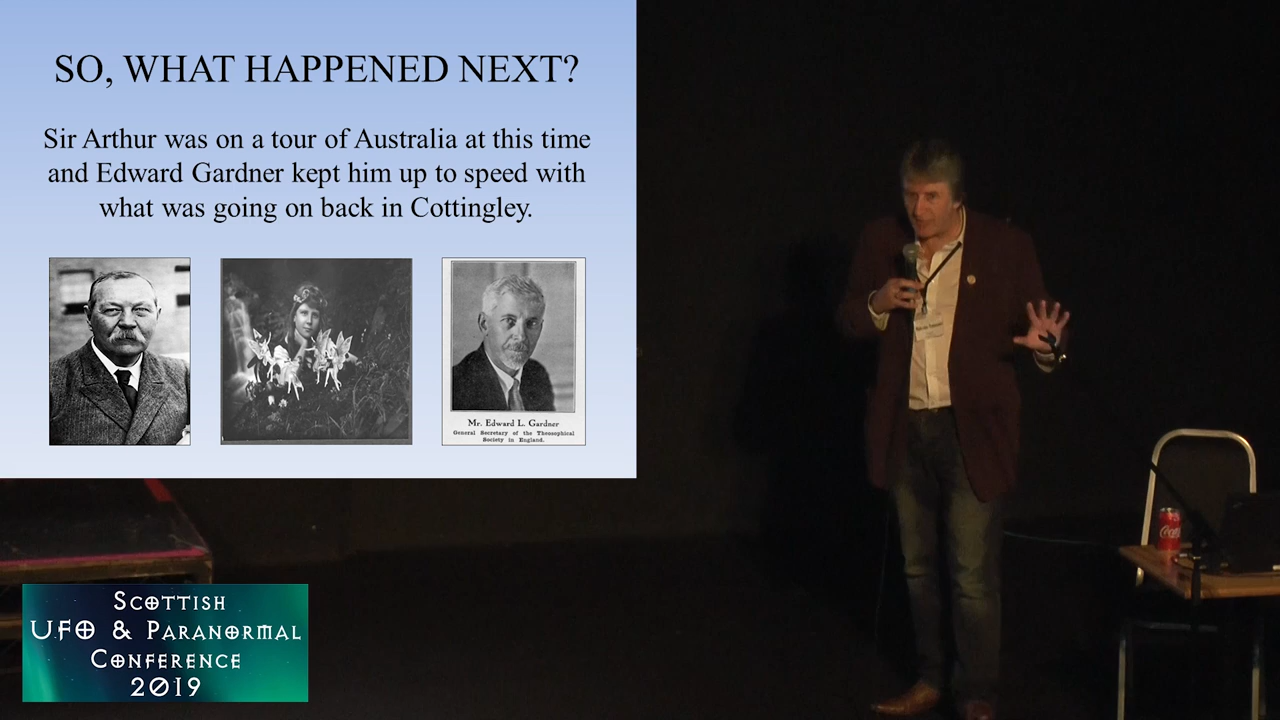 SO, WHAT HAPPENED NEXT?
Sir Arthur was on a tour of Australia at this time
and Edward Gardner kept him up to speed with
what was going on back in Cottingley.
Mr. Edward L. Gardner
General Secretary of the Theosophical
Society in England.
Scottish
UFO & Paranormal
Conference
2019